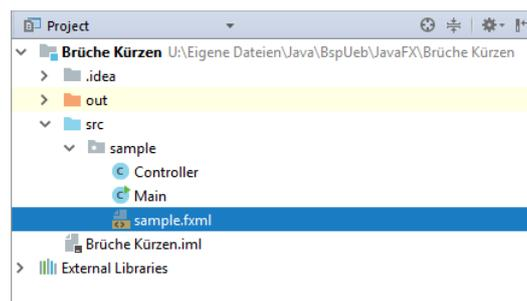 Project
Brüche Kürzen U:\Eigene Dateien\Java\BspUeb\JavaFX\Brüche Kürzen
.idea
out
src
sample
Controller
Main
sample.fxml
Brüche Kürzen.iml
External Libraries